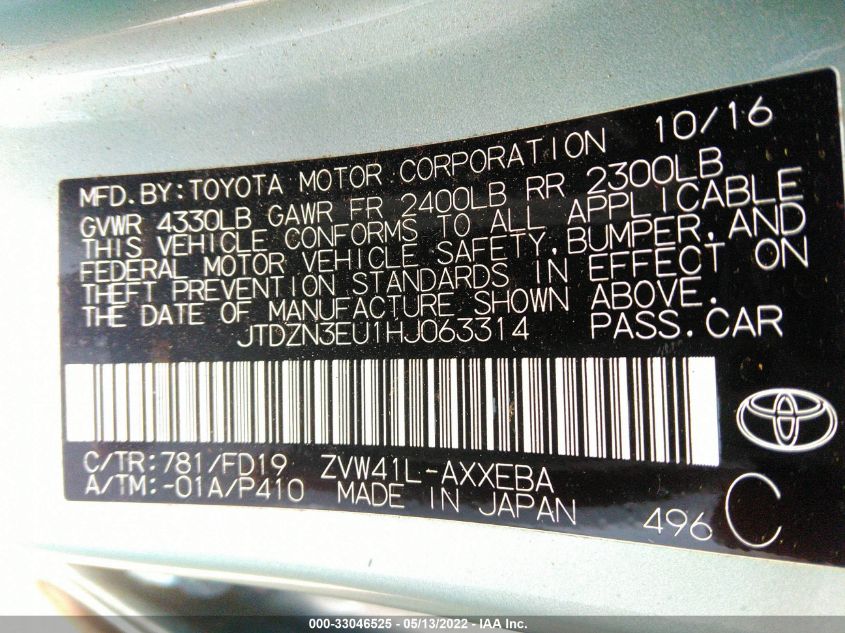 MFD. BY: TOYOTA MOTOR CORPORATION 10/16
GVWR 4330LB GAWR FR 2400LB RR 2300LB
THIS VEHICLE CONFORMS TO ALL APPLICABLE
FEDERAL MOTOR VEHICLE SAFETY, BUMPER, AND
THEFT PREVENTION STANDARDS IN EFFECT ON
THE DATE OF MANUFACTURE SHOWN ABOVE.
JTDZN3EU1HJ063314 PASS. CAR
C/TR: 781/FD19 ZVW41L-AXXEBA
A/TM: -01A/P410 MADE IN JAPAN
496 C
000-33046525 - 05/13/2022 - IAA Inc.